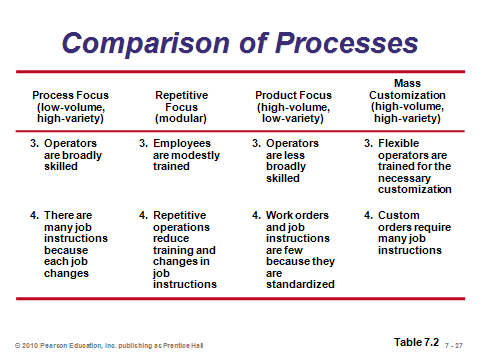 Comparison of Processes
Process Focus
(low-volume,
high-variety)
Repetitive
Focus
(modular)
Product Focus
(high-volume,
low-variety)
Mass
Customization
(high-volume,
high-variety)
3. Operators
are broadly
skilled
3. Employees
are modestly
trained
3. Operators
are less
broadly
skilled
3. Flexible
operators are
trained for the
necessary
customization
4. There are
many job
instructions
because
each job
changes
4. Repetitive
operations
reduce
training and
changes in
job
instructions
4. Work orders
and job
instructions
are few
because they
are
standardized
4. Custom
orders require
many job
instructions
Table 7.2
© 2010 Pearson Education, Inc. publishing as Prentice Hall
7 - 27